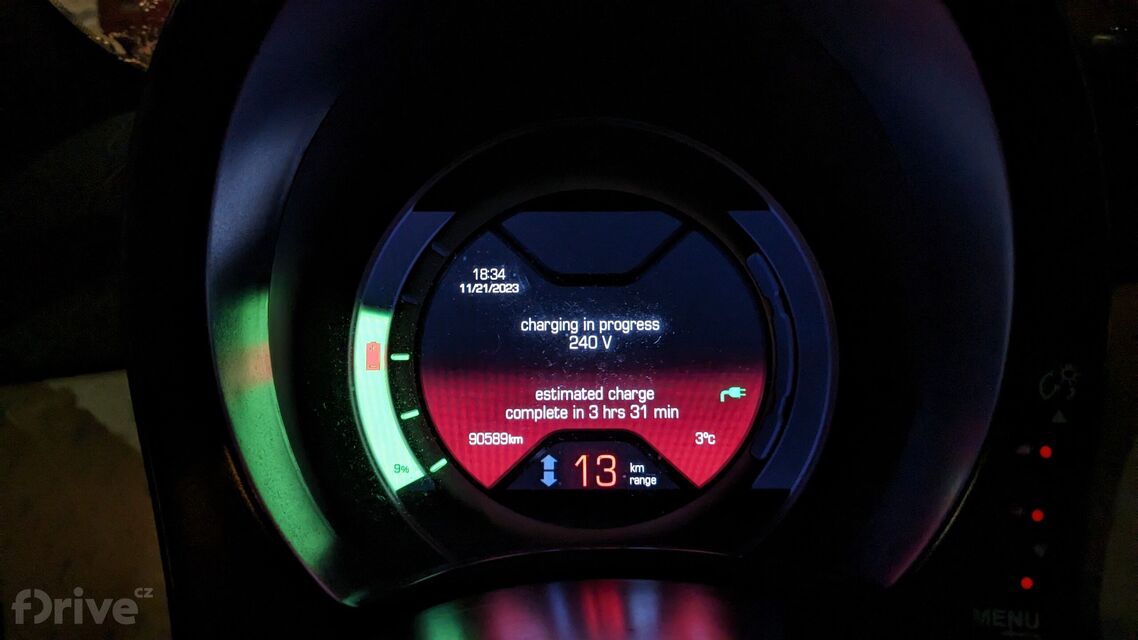 18:34
11/21/2023
charging in progress
240 V
estimated charge
complete in 3 hrs 31 min
90589km
3°c
9%
13 km
range
MENU
fDrive cz